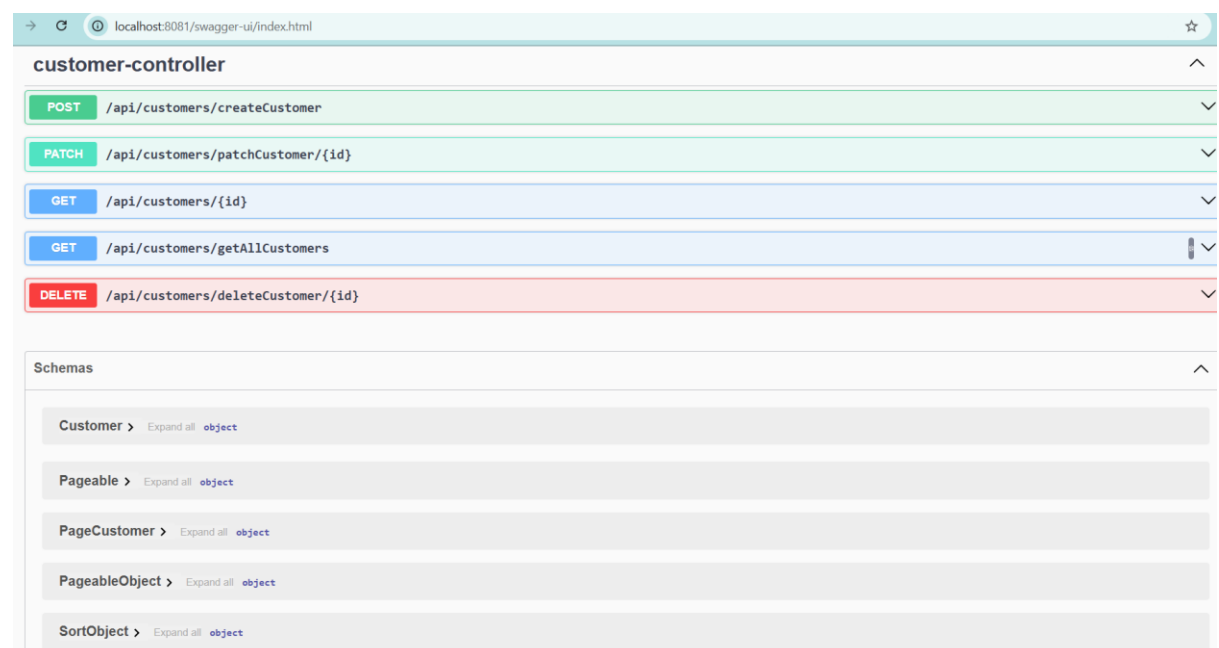 localhost:8081/swagger-ui/index.html
customer-controller
POST /api/customers/createCustomer
PATCH /api/customers/patchCustomer/{id}
GET /api/customers/{id}
GET /api/customers/getAllCustomers
DELETE /api/customers/deleteCustomer/{id}
Schemas
Customer Expand all object
Pageable Expand all object
PageCustomer Expand all object
PageableObject Expand all object
SortObject Expand all object